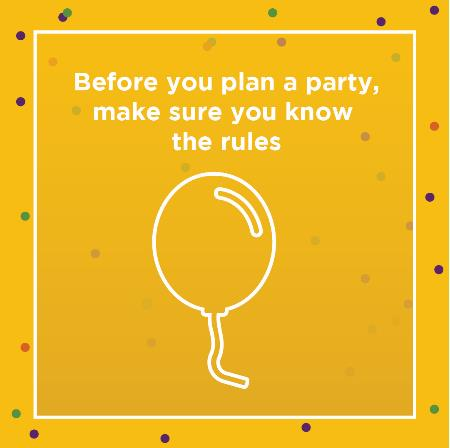 Before you plan a party,
make sure you know
the rules